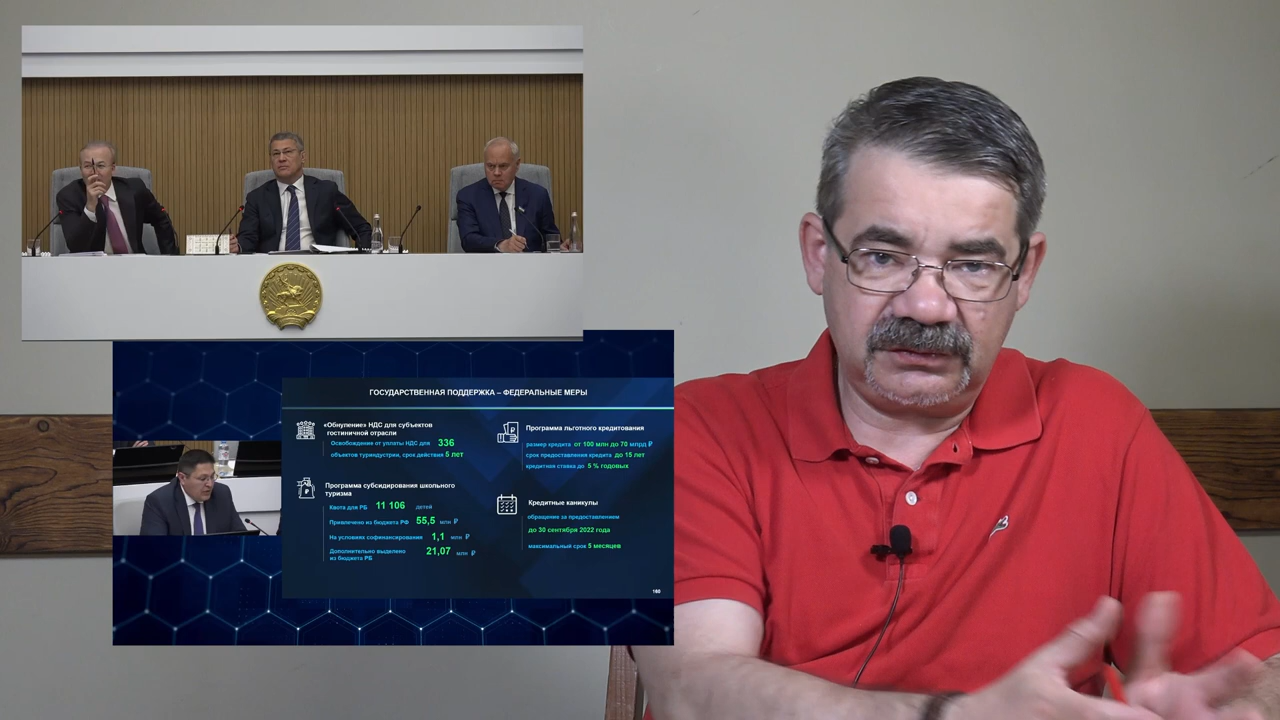 ГОСУДАРСТВЕННАЯ ПОДДЕРЖКА – ФЕДЕРАЛЬНЫЕ МЕРЫ
«Обнуление» НДС для субъектов
гостиничной отрасли
Освобождение от уплаты НДС для 336
объектов туриндустрии, срок действия 5 лет
Программа субсидирования школьного
туризма
Квота для РБ 11 106 детей
Привлечено из бюджета РФ 55,5 млн ₽
На условиях софинансирования 1,1 млн ₽
Дополнительно выделено
из бюджета РБ 21,07 млн ₽
Программа льготного кредитования
размер кредита от 100 млн до 70 млрд ₽
срок предоставления кредита до 15 лет
кредитная ставка до 5 % годовых
Кредитные каникулы
обращение за предоставлением
до 30 сентября 2022 года
максимальный срок 5 месяцев
160